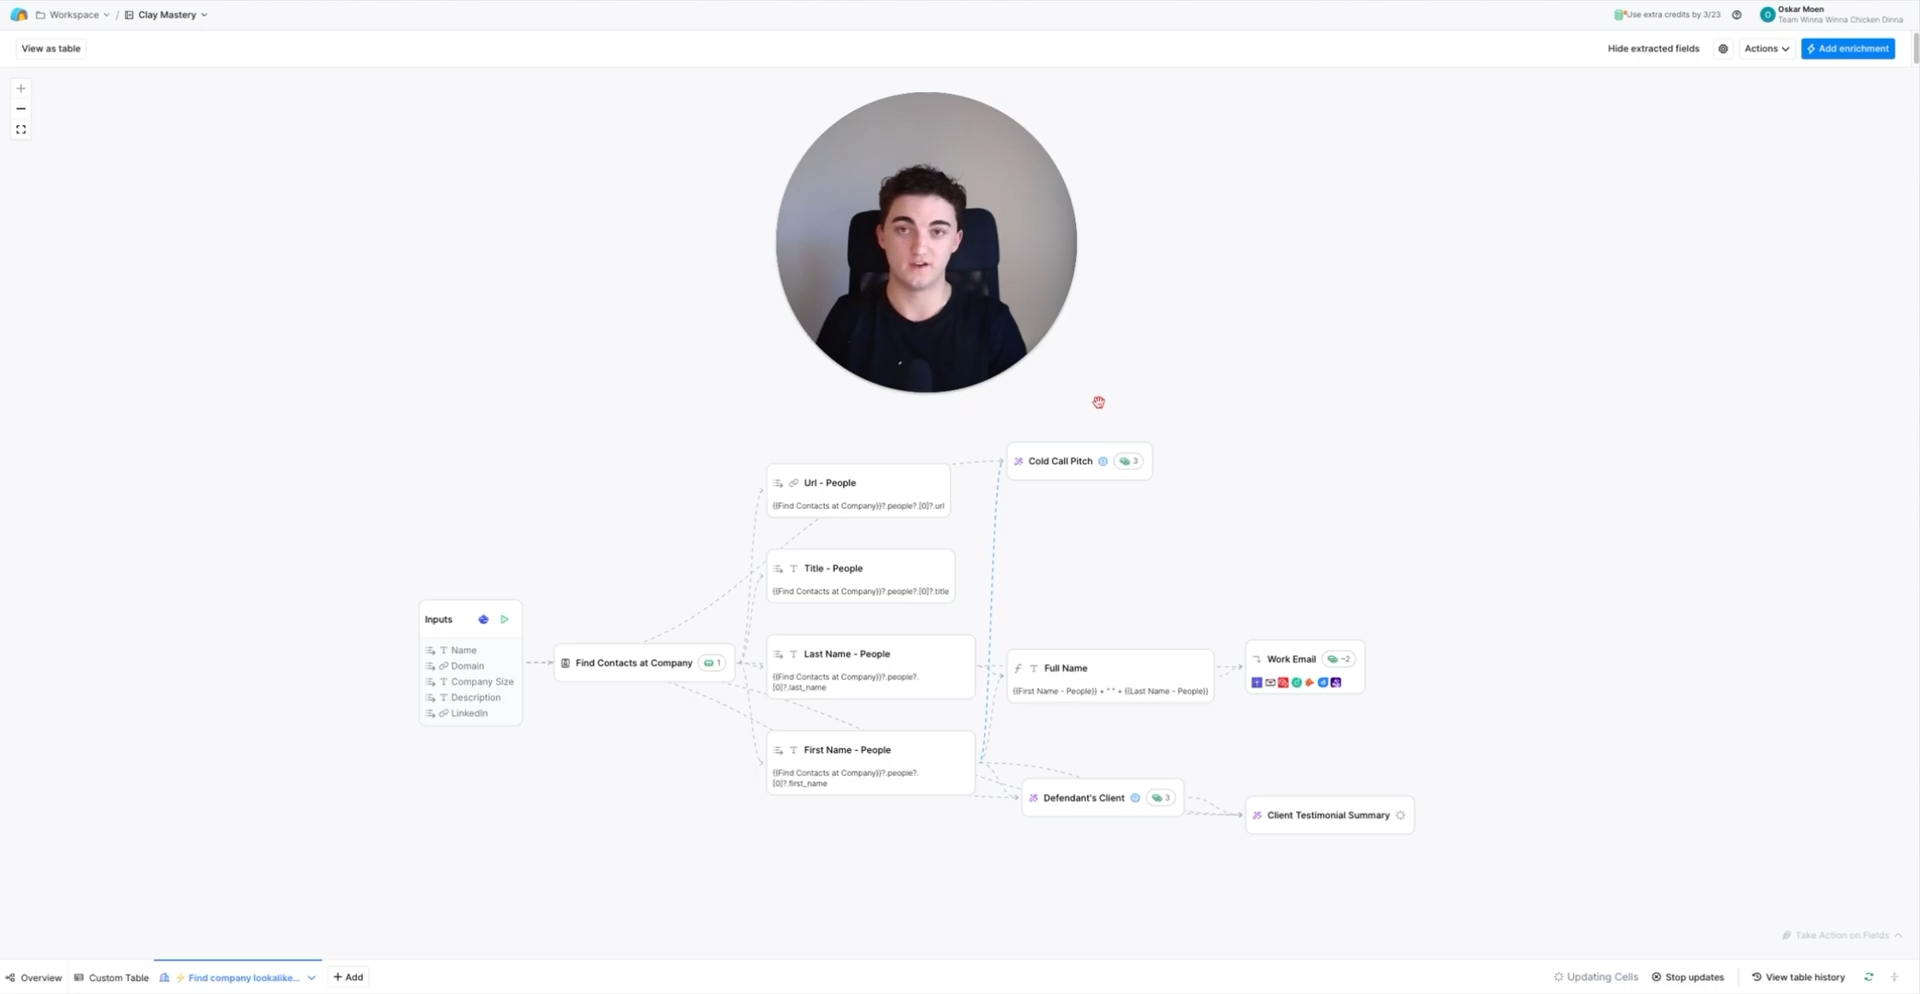 Workspace / Clay Mastery
Use extra credits by 3/23
Oskar Moen
Team Winna Winna Chicken Dinna
View as table
Hide extracted fields
Actions
Add enrichment
Cold Call Pitch 3
Url - People
{{Find Contacts at Company}}?.people?.[0]?.url
Title - People
{{Find Contacts at Company}}?.people?.[0]?.title
Inputs
Name
Domain
Company Size
Description
LinkedIn
Find Contacts at Company 1
Last Name - People
{{Find Contacts at Company}}?.people?.
[0]?.last_name
Full Name
{{First Name - People}} + " " + {{Last Name - People}}
Work Email ~2
First Name - People
{{Find Contacts at Company}}?.people?.
[0]?.first_name
Defendant's Client 3
Client Testimonial Summary
Take Action on Fields
Overview
Custom Table
Find company lookalike...
+ Add
Updating Cells
Stop updates
View table history